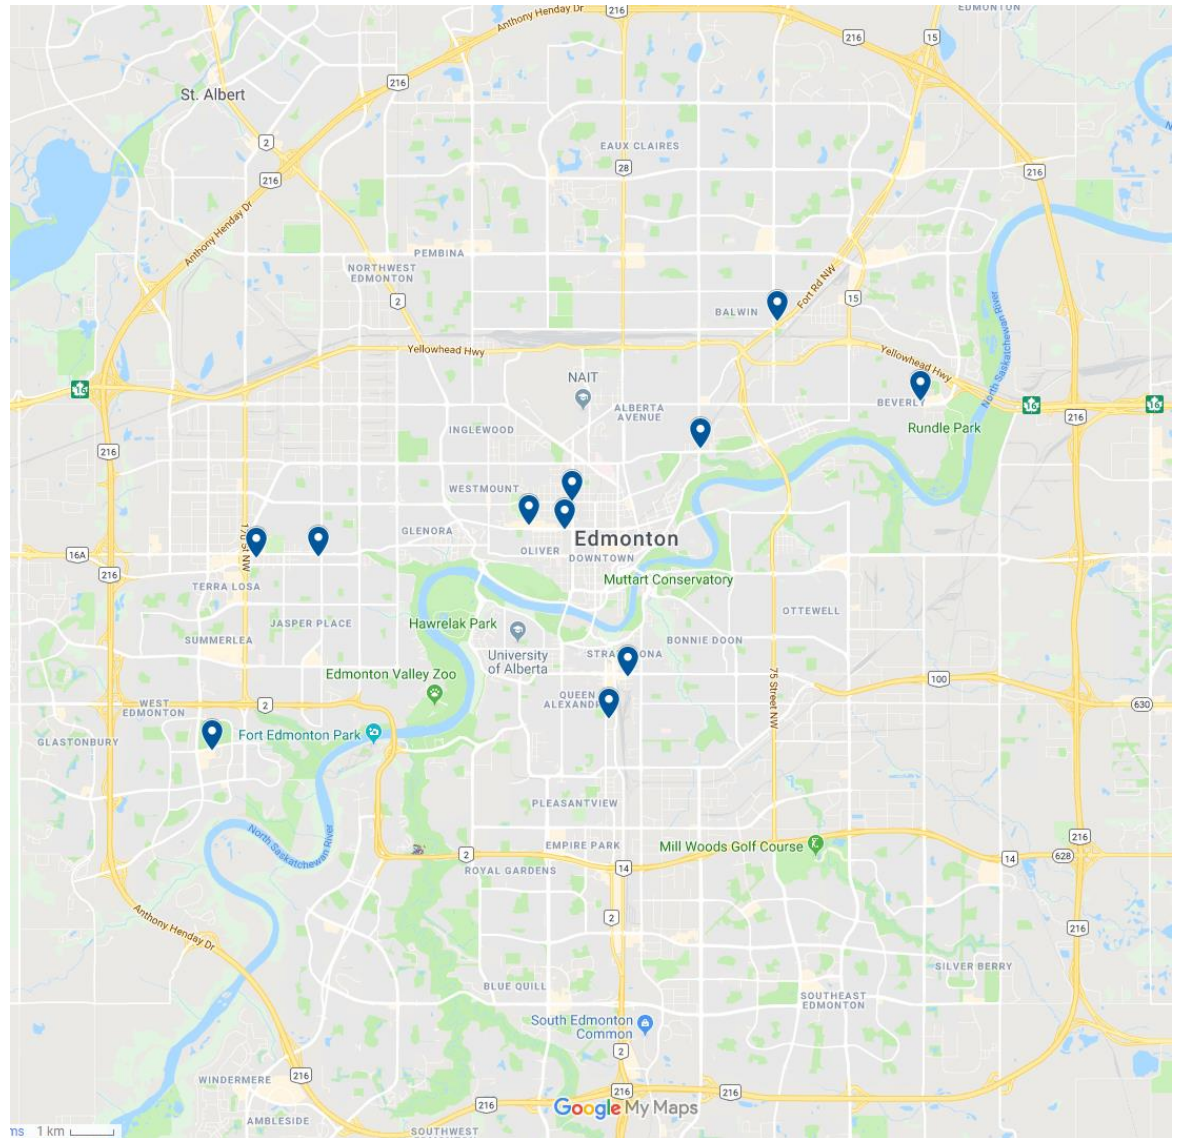 EDMONTON
Anthony Henday Dr
216
216
15
216
St. Albert
2
EAUX CLAIRES
28
216
216
Anthony Henday Dr
PEMBINA
NORTHWEST
EDMONTON
2
15
Fort Rd NW
BALWIN
North Saskatchewan River
Yellowhead Hwy
Yellowhead Hwy
NAIT
16
16
16
216
ALBERTA
AVENUE
BEVERLY
Rundle Park
INGLEWOOD
216
WESTMOUNT
GLENORA
Edmonton
OLIVER
DOWNTOWN
16A
216
TERRA LOSA
Muttart Conservatory
OTTEWELL
JASPER PLACE
Hawrelak Park
SUMMERLEA
BONNIE DOON
University
of Alberta
Edmonton Valley Zoo
75 Street NW
100
QUEEN
630
WEST
EDMONTON
2
GLASTONBURY
Fort Edmonton Park
PLEASANTVIEW
North Saskatchewan River
EMPIRE PARK
Mill Woods Golf Course
216
2
14
14
628
ROYAL GARDENS
2
Anthony Henday Dr
216
SILVER BERRY
BLUE QUILL
SOUTHEAST
EDMONTON
South Edmonton
Common
2
WINDERMERE
216
216
216
216
Google My Maps
AMBLESIDE
SOUTHWEST
ms 1 km